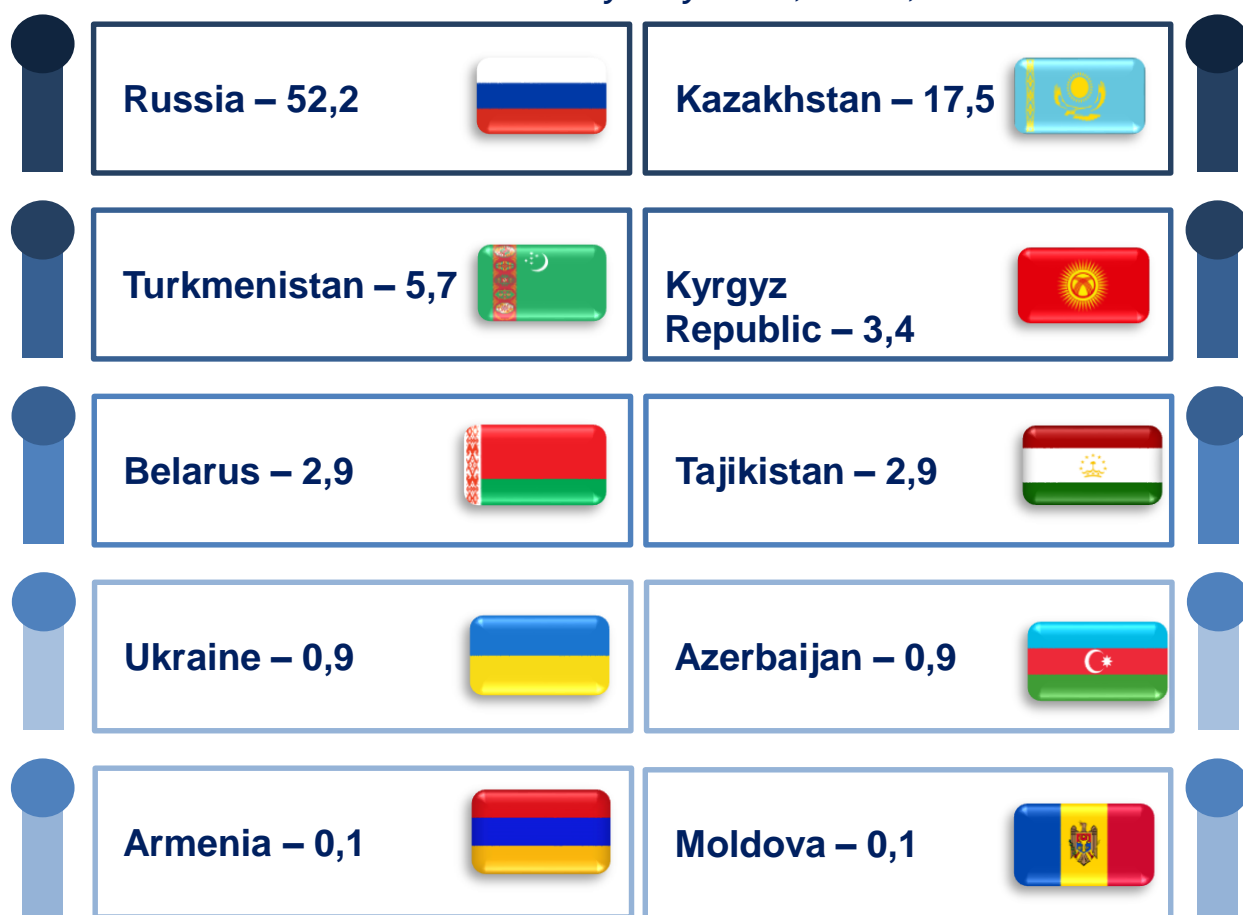 Russia – 52,2
Kazakhstan – 17,5
Turkmenistan – 5,7
Kyrgyz
Republic – 3,4
Belarus – 2,9
Tajikistan – 2,9
Ukraine – 0,9
Azerbaijan – 0,9
Armenia – 0,1
Moldova – 0,1